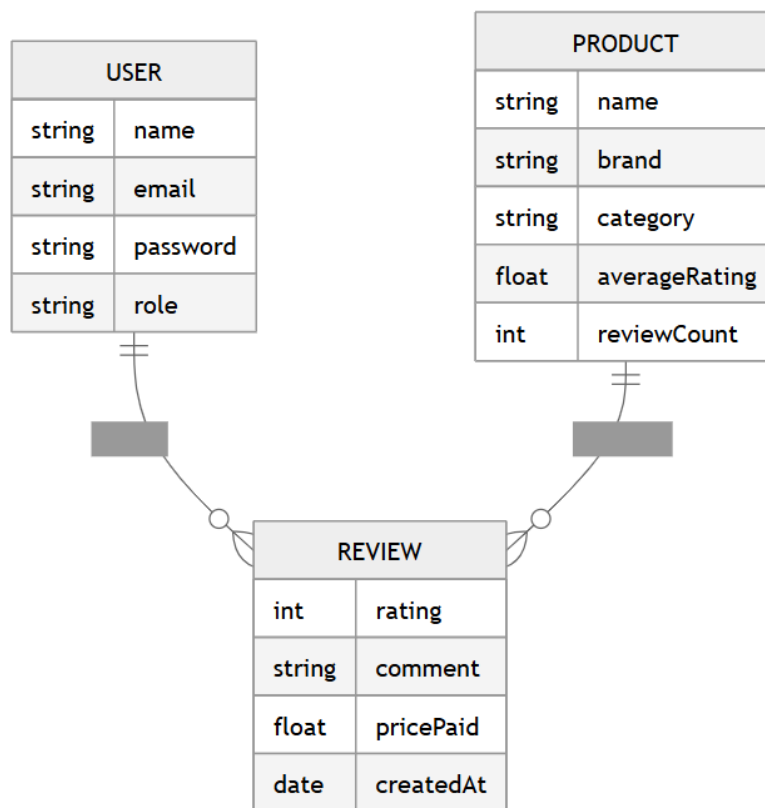 USER
string name
string email
string password
string role
PRODUCT
string name
string brand
string category
float averageRating
int reviewCount
REVIEW
int rating
string comment
float pricePaid
date createdAt